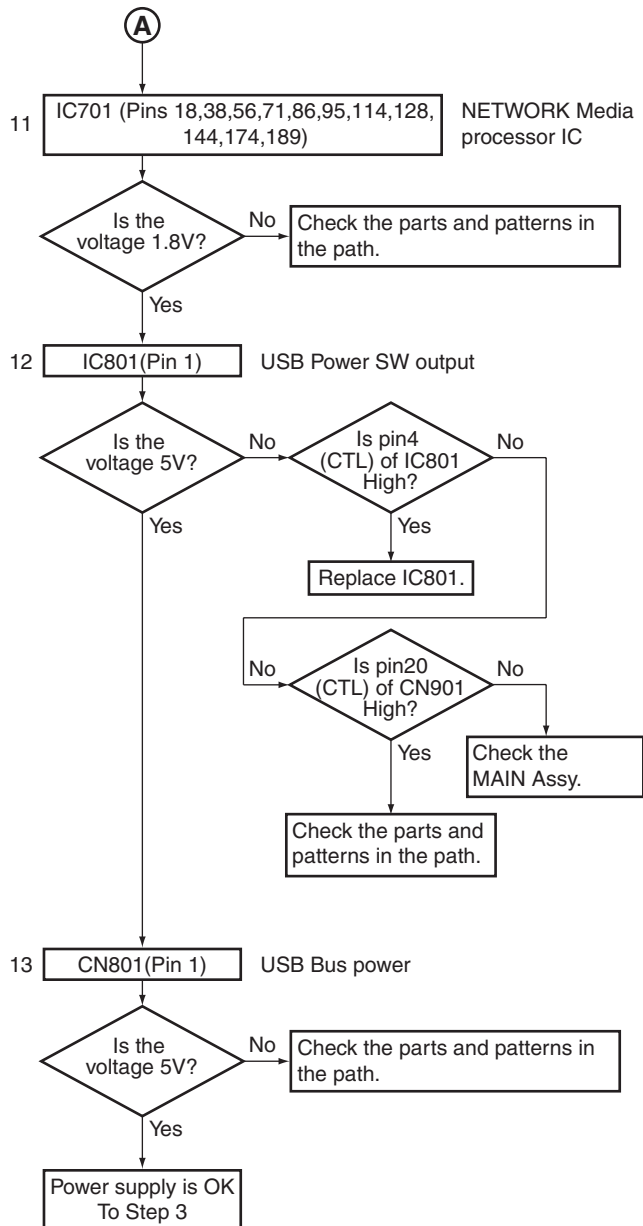 A
11
IC701 (Pins 18,38,56,71,86,95,114,128,
144,174,189)
NETWORK Media
processor IC
Is the
voltage 1.8V?
No
Check the parts and patterns in
the path.
Yes
12
IC801(Pin 1)
USB Power SW output
Is the
voltage 5V?
No
Is pin4
(CTL) of IC801
High?
No
Yes
Yes
Replace IC801.
No
Is pin20
(CTL) of CN901
High?
No
Yes
Check the
MAIN Assy.
Check the parts and
patterns in the path.
13
CN801(Pin 1)
USB Bus power
Is the
voltage 5V?
No
Check the parts and patterns in
the path.
Yes
Power supply is OK
To Step 3